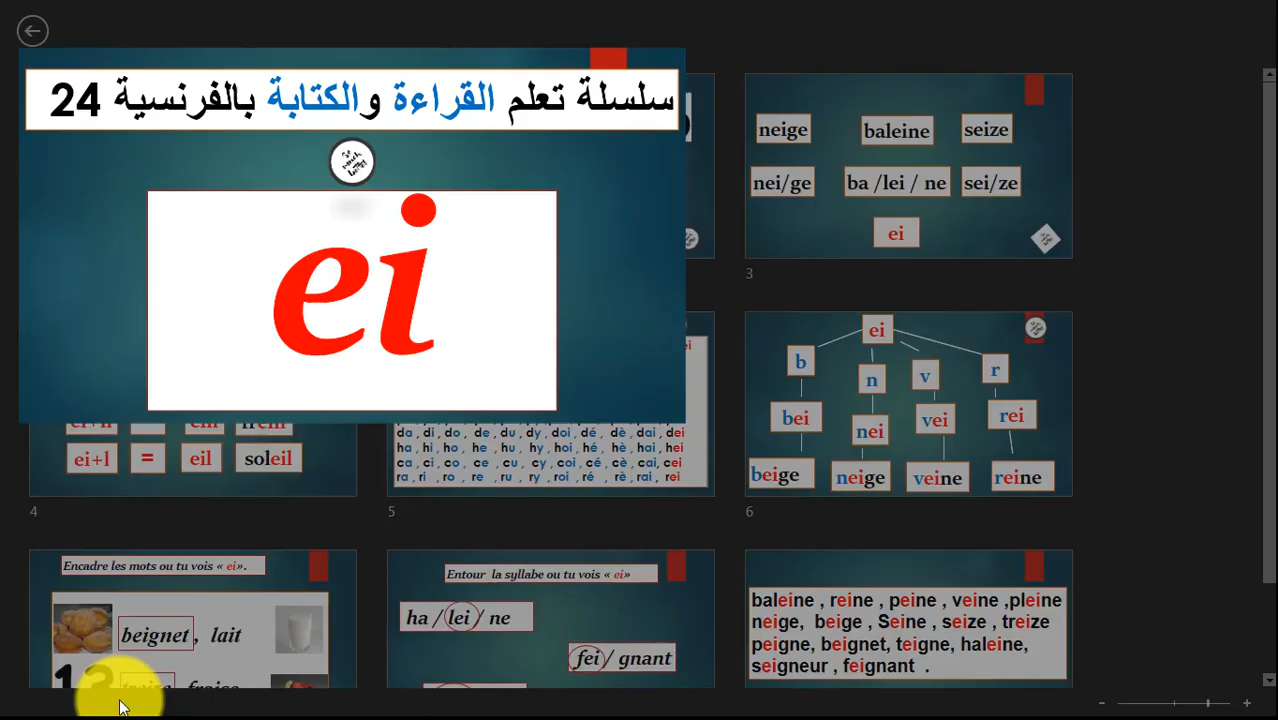 سلسلة تعلم القراءة والكتابة بالفرنسية 24
ei
neige baleine seize
nei/ge ba /lei / ne sei/ze
ei
3
ei+l = eil soleil
da , di , do , de , du , dy , doi , dé , dè , dai , dei
ha , hi , ho , he , hu , hy , hoi , hé , hè , hai , hei
ca , ci , co , ce , cu , cy , coi , cé , cè , cai, cei
ra , ri , ro , re , ru , ry , roi , ré , rè , rai , rei
4
5
ei
b n v r
bei nei vei rei
beige neige veine reine
6
Encadre les mots ou tu vois « ei».
beignet , lait
13
Entour la syllabe ou tu vois « ei»
ha / lei / ne
fei / gnant
baleine , reine , peine , veine ,pleine
neige, beige , Seine , seize , treize
peigne, beignet, teigne, haleine,
seigneur , feignant .